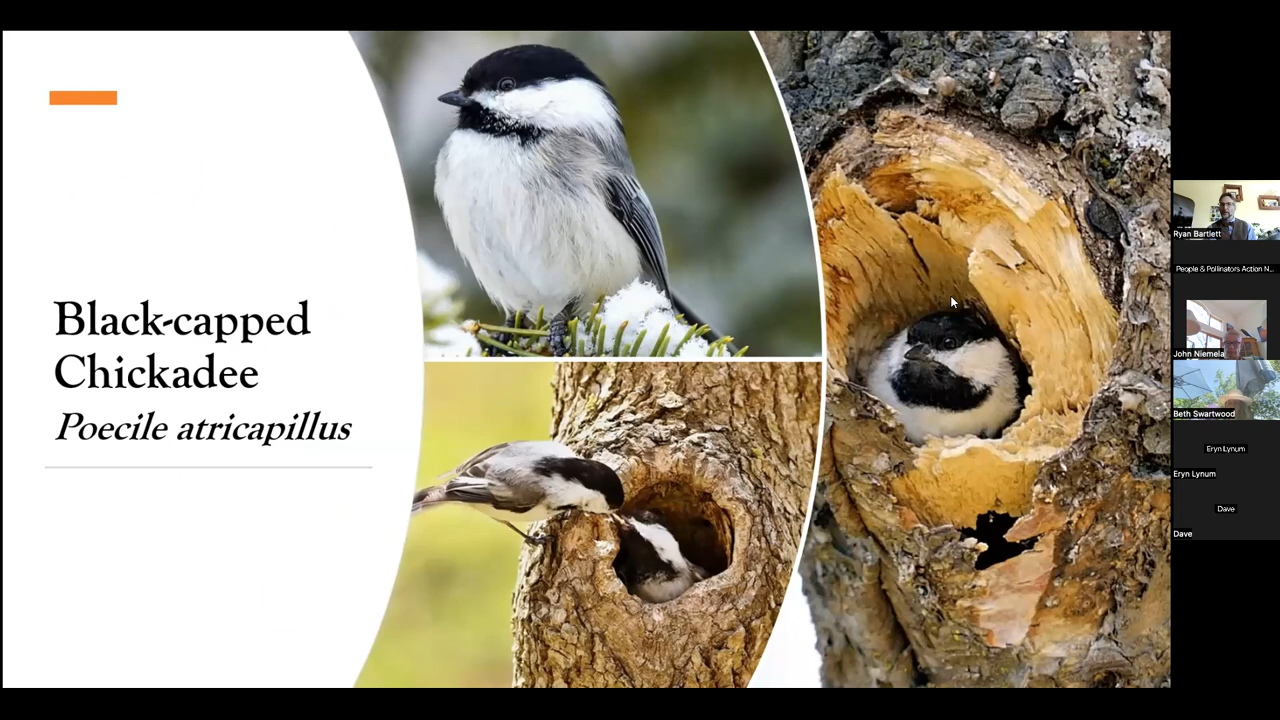 Black-capped
Chickadee
Poecile atricapillus
Ryan Bartlett
People & Pollinators Action N...
John Niemela
Beth Swartwood
Eryn Lynum
Eryn Lynum
Dave
Dave